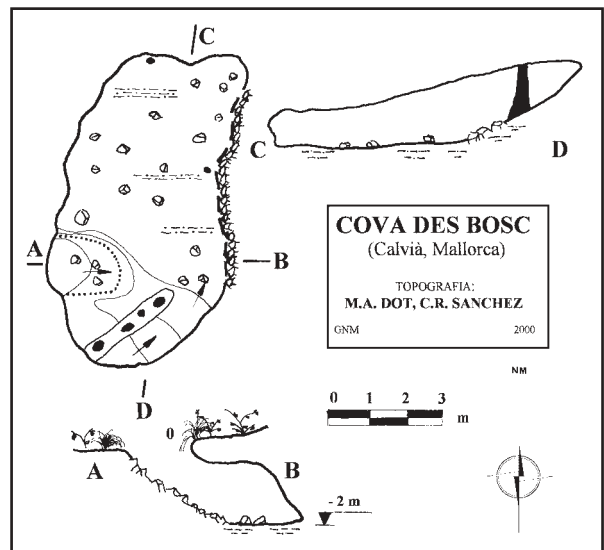 C
C
D
A
B
D
COVA DES BOSC
(Calvià, Mallorca)
TOPOGRAFIA:
M.A. DOT, C.R. SANCHEZ
GNM 2000
NM
0 1 2 3
m
0
A
B
- 2 m